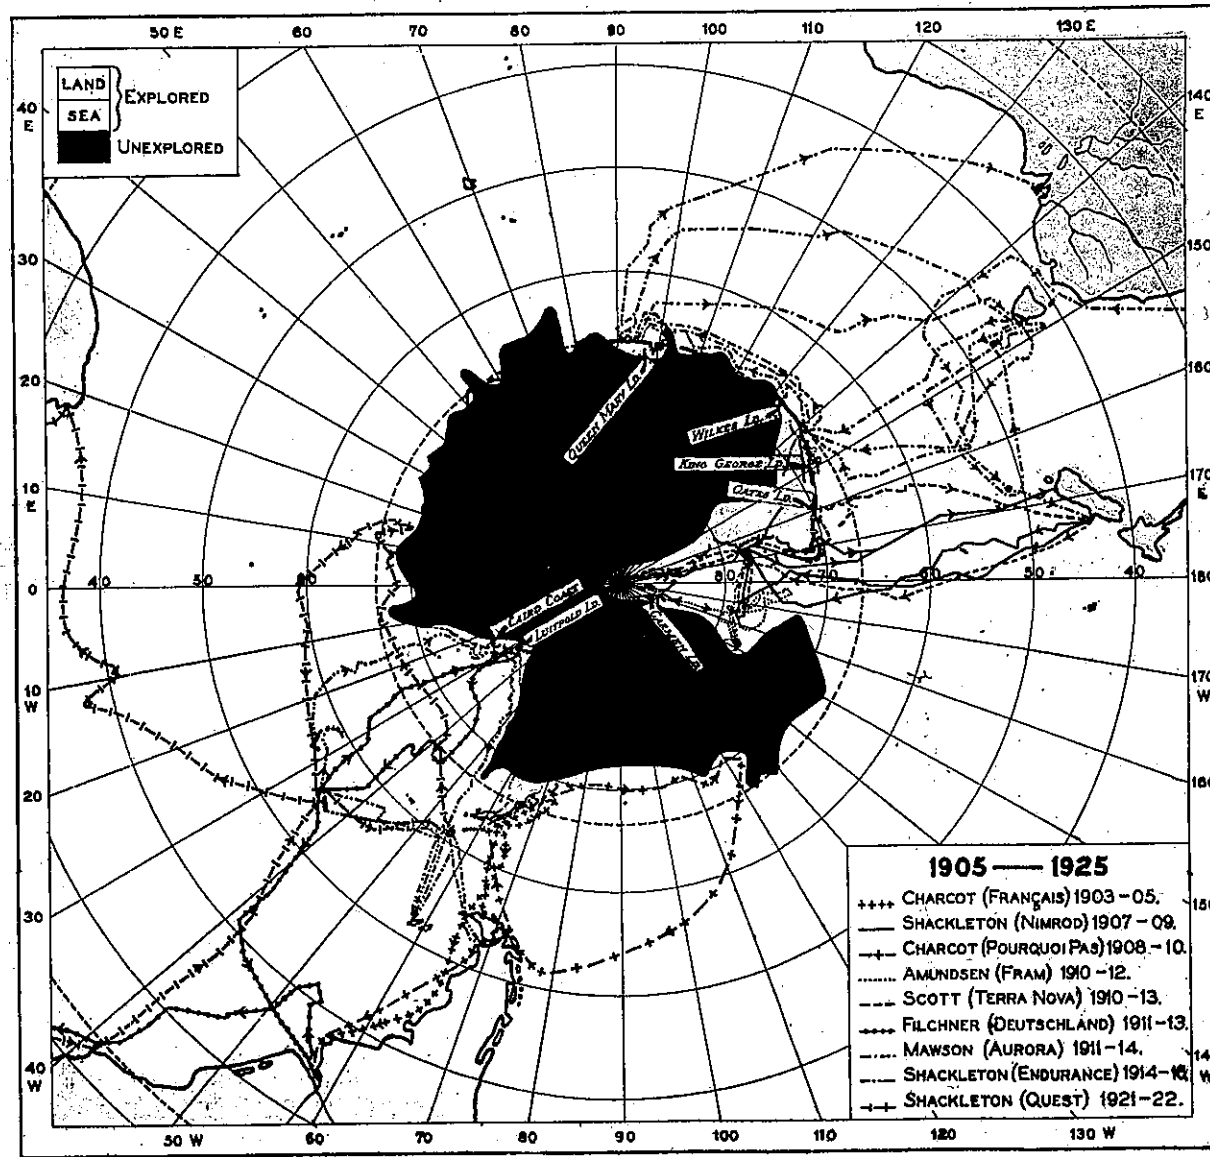 50 E
60
70
80
90
100
110
120
130 E
LAND
SEA
EXPLORED
UNEXPLORED
40
E
30
20
10
E
0
10
W
20
30
40
W
140
E
150
160
170
E
180
170
W
160
QUEEN MARY LD.
WILKES LD.
KING GEORGE LD.
OATES LD.
CAIRD COAST
LUITPOLD LD.
40
50
60
80
70
60
50
40
1905 — 1925
CHARCOT (FRANÇAIS) 1903-05.
SHACKLETON (NIMROD) 1907-09.
CHARCOT (POURQUOI PAS) 1908-10.
AMUNDSEN (FRAM) 1910-12.
SCOTT (TERRA NOVA) 1910-13.
FILCHNER (DEUTSCHLAND) 1911-13.
MAWSON (AURORA) 1911-14.
SHACKLETON (ENDURANCE) 1914-16.
SHACKLETON (QUEST) 1921-22.
50 W
60
70
80
90
100
110
120
130 W